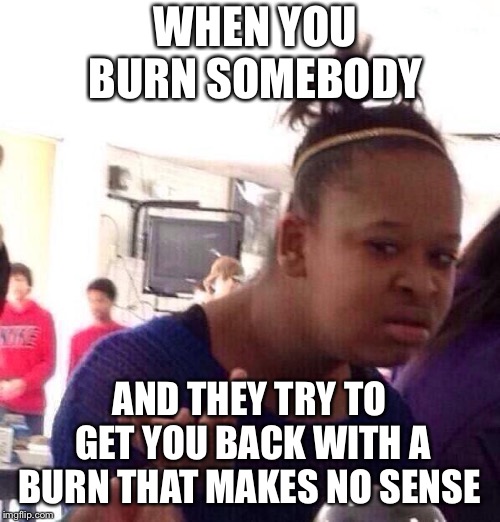 WHEN YOU
BURN SOMEBODY
AND THEY TRY TO
GET YOU BACK WITH A
BURN THAT MAKES NO SENSE
imgflip.com